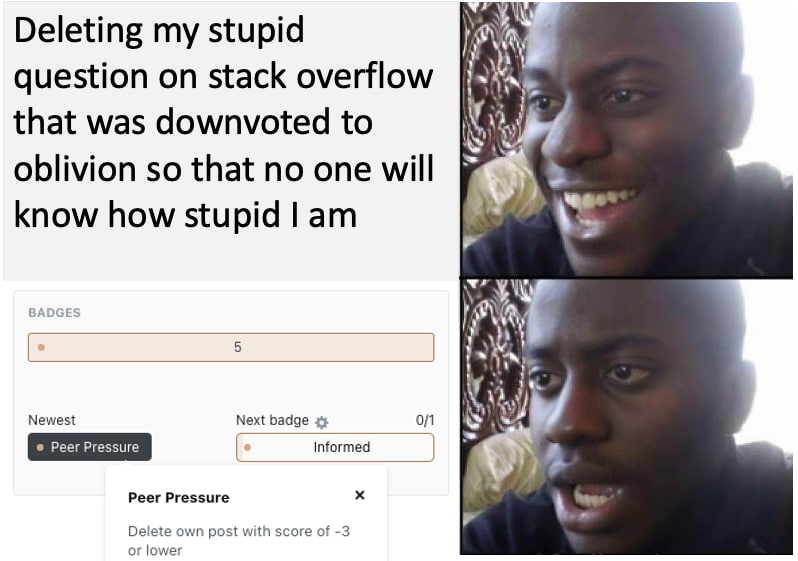 Deleting my stupid
question on stack overflow
that was downvoted to
oblivion so that no one will
know how stupid I am
BADGES
5
Newest
Next badge
0/1
Peer Pressure
Informed
Peer Pressure
×
Delete own post with score of -3
or lower